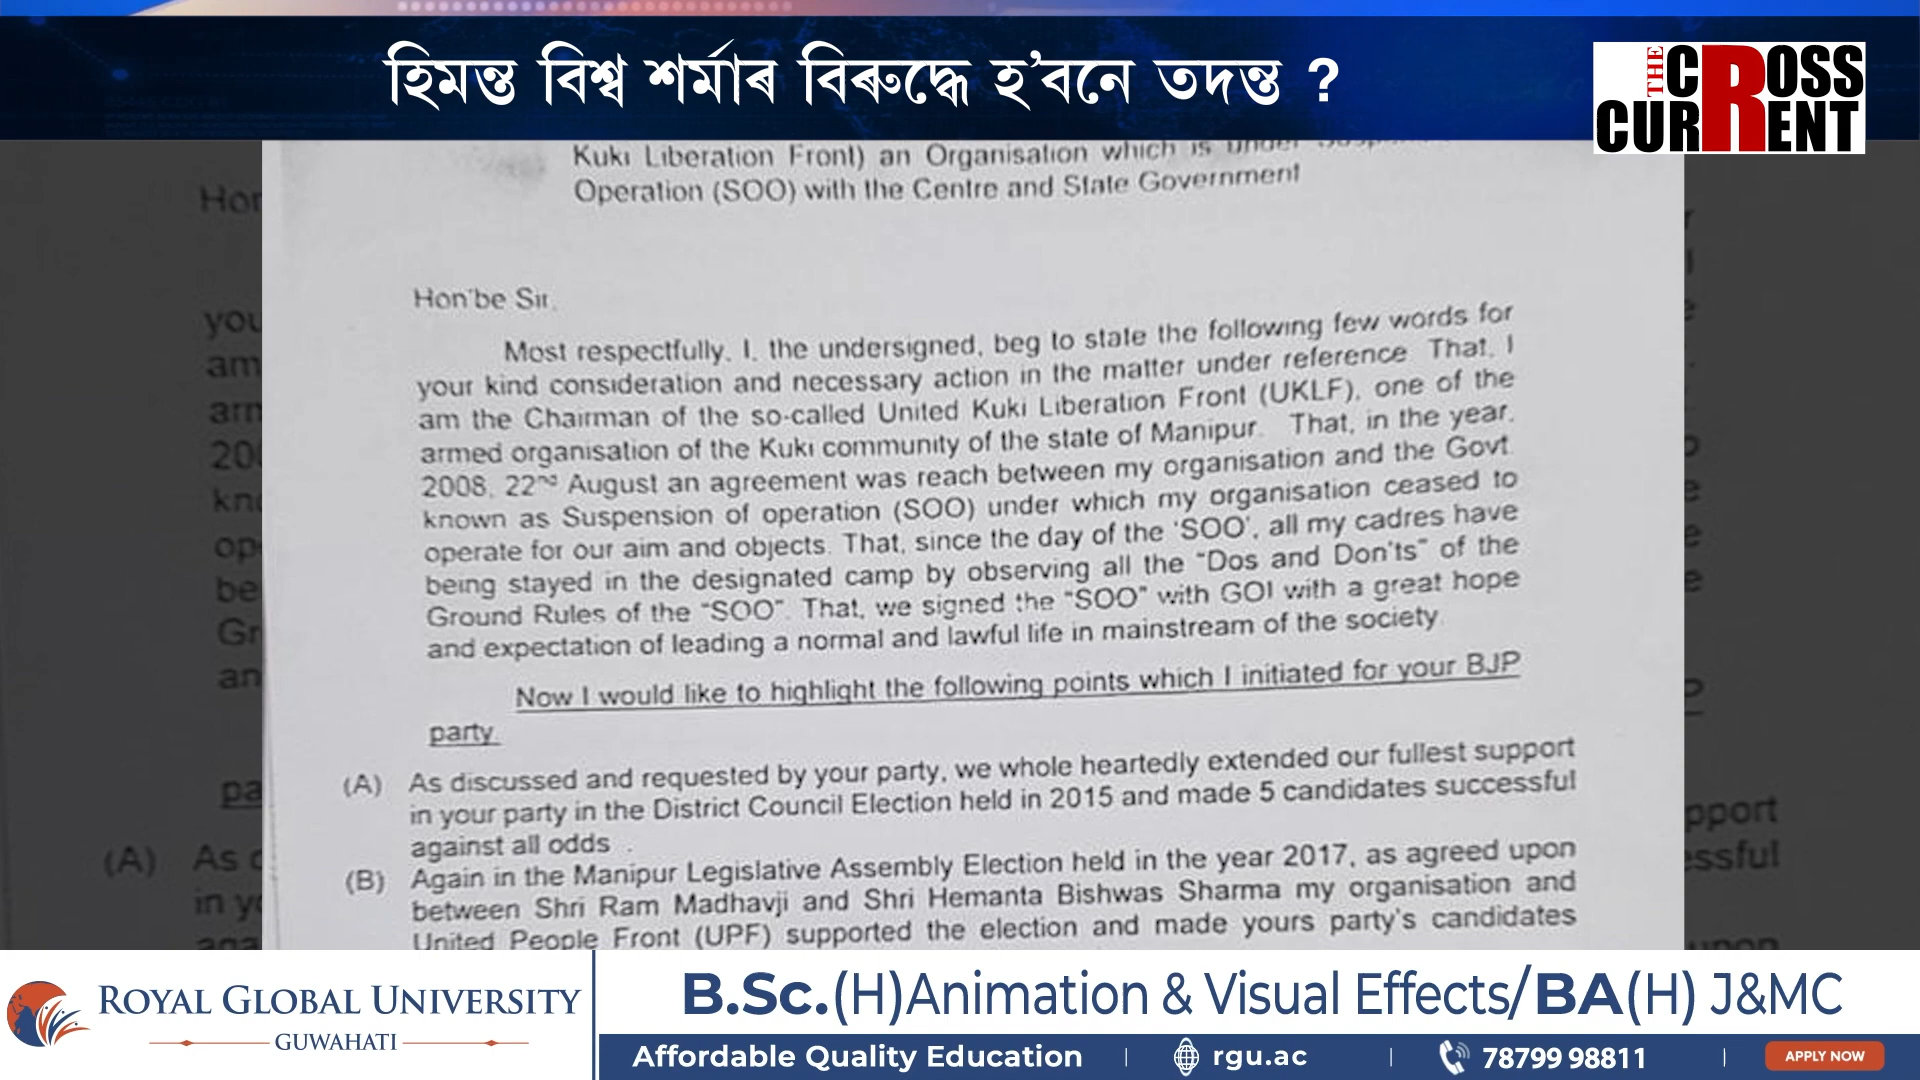 হিমন্ত বিশ্ব শৰ্মাৰ বিৰুদ্ধে হ'বনে তদন্ত ?
THE CROSS CURRENT
Kuki Liberation Front) an Organisation which is under
Operation (SOO) with the Centre and State Government
Hon'be Sir,
Most respectfully, I, the undersigned, beg to state the following few words for
your kind consideration and necessary action in the matter under reference That, I
am the Chairman of the so-called United Kuki Liberation Front (UKLF), one of the
armed organisation of the Kuki community of the state of Manipur. That, in the year,
2008, 22nd August an agreement was reach between my organisation and the Govt.
known as Suspension of operation (SOO) under which my organisation ceased to
operate for our aim and objects. That, since the day of the 'SOO', all my cadres have
being stayed in the designated camp by observing all the "Dos and Don'ts" of the
Ground Rules of the "SOO". That, we signed the "SOO" with GOI with a great hope
and expectation of leading a normal and lawful life in mainstream of the society.
Now I would like to highlight the following points which I initiated for your BJP
party.
(A) As discussed and requested by your party, we whole heartedly extended our fullest support
in your party in the District Council Election held in 2015 and made 5 candidates successful
against all odds .
(B) Again in the Manipur Legislative Assembly Election held in the year 2017, as agreed upon
between Shri Ram Madhavji and Shri Hemanta Bishwas Sharma my organisation and
United People Front (UPF) supported the election and made yours party's candidates
ROYAL GLOBAL UNIVERSITY
GUWAHATI
B.Sc.(H)Animation & Visual Effects/BA(H) J&MC
Affordable Quality Education | rgu.ac | 78799 98811 | APPLY NOW